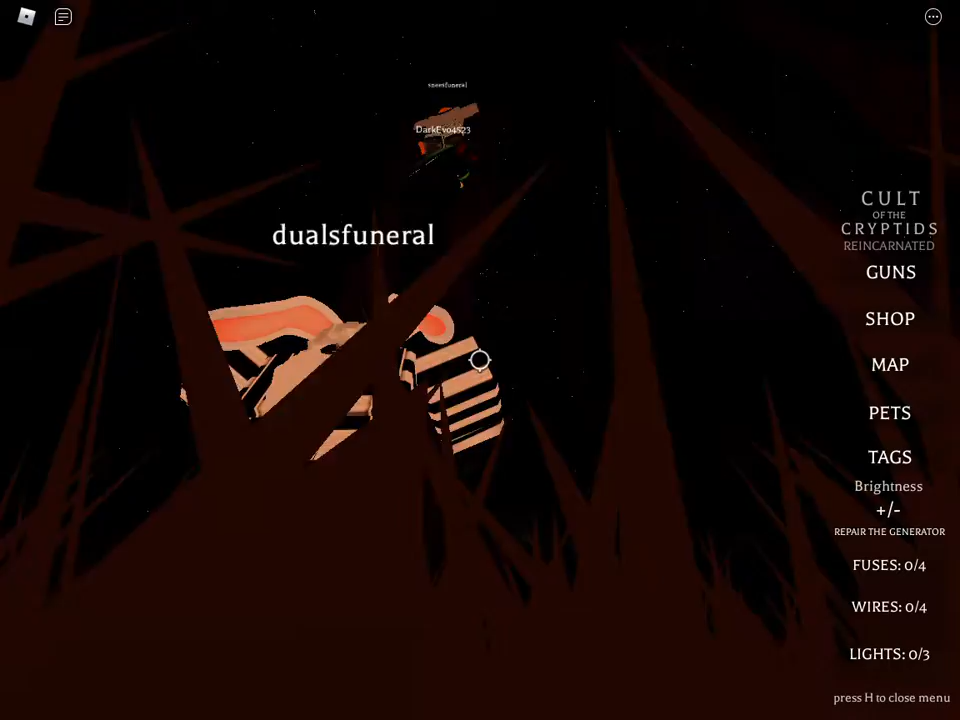 sneesfuneral
DarkEvo4523
dualsfuneral
CULT
OF THE
CRYPTIDS
REINCARNATED
GUNS
SHOP
MAP
PETS
TAGS
Brightness
+/-
REPAIR THE GENERATOR
FUSES: 0/4
WIRES: 0/4
LIGHTS: 0/3
press H to close menu